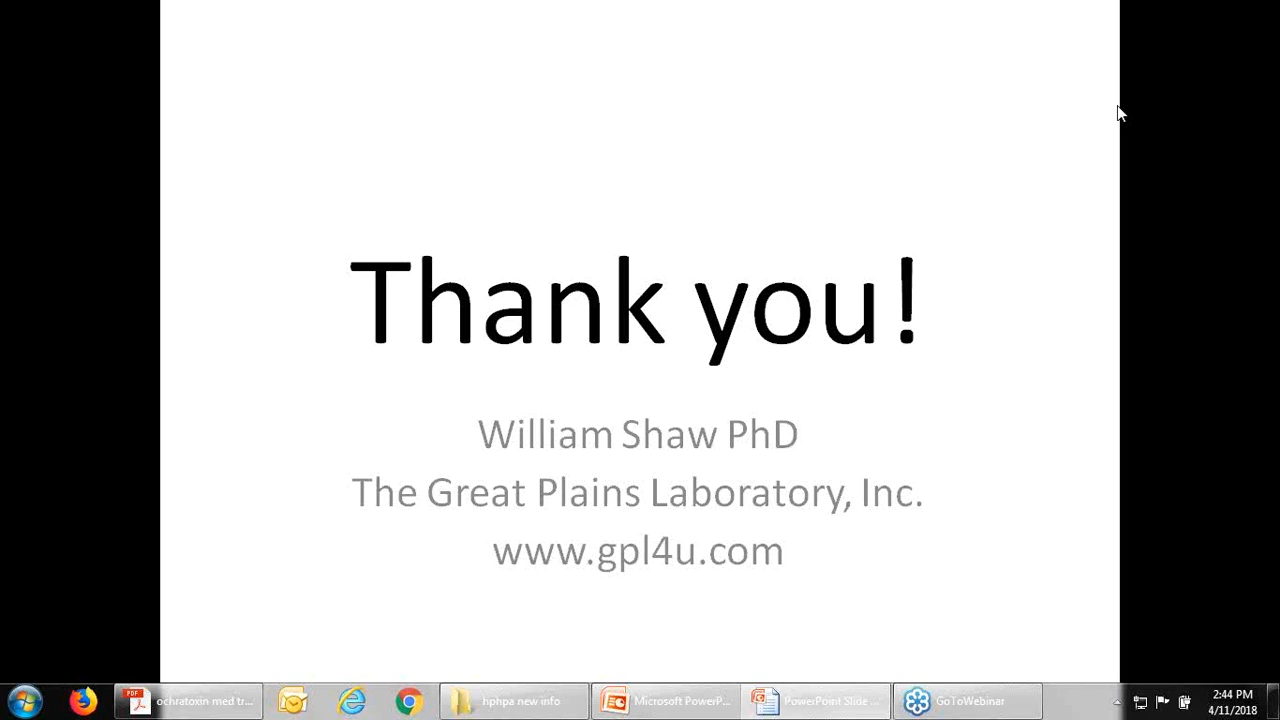 Thank you!
William Shaw PhD
The Great Plains Laboratory, Inc.
www.gpl4u.com
PDF
ochratoxin med tr...
hphpa new info
Microsoft PowerP...
PowerPoint Slide ...
GoToWebinar
2:44 PM
4/11/2018